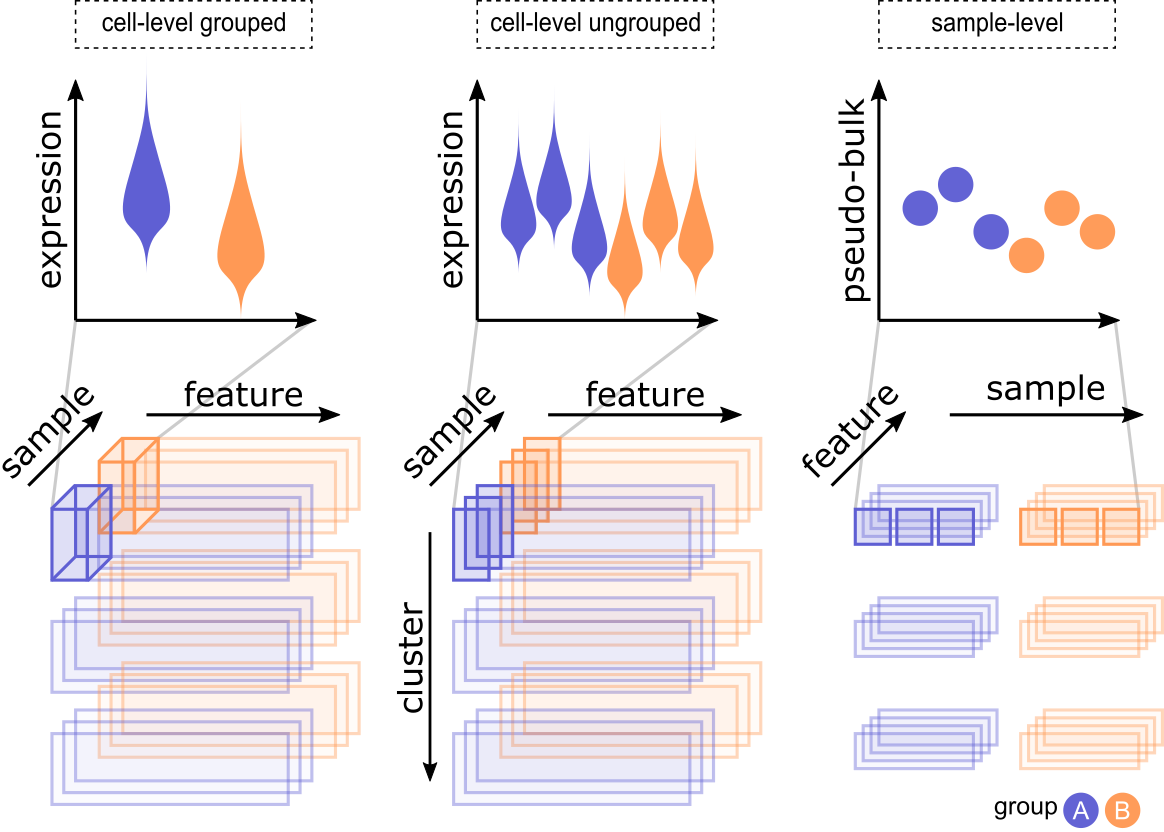 cell-level grouped
cell-level ungrouped
sample-level
expression
expression
pseudo-bulk
sample
feature
sample
feature
feature
sample
cluster
group A B